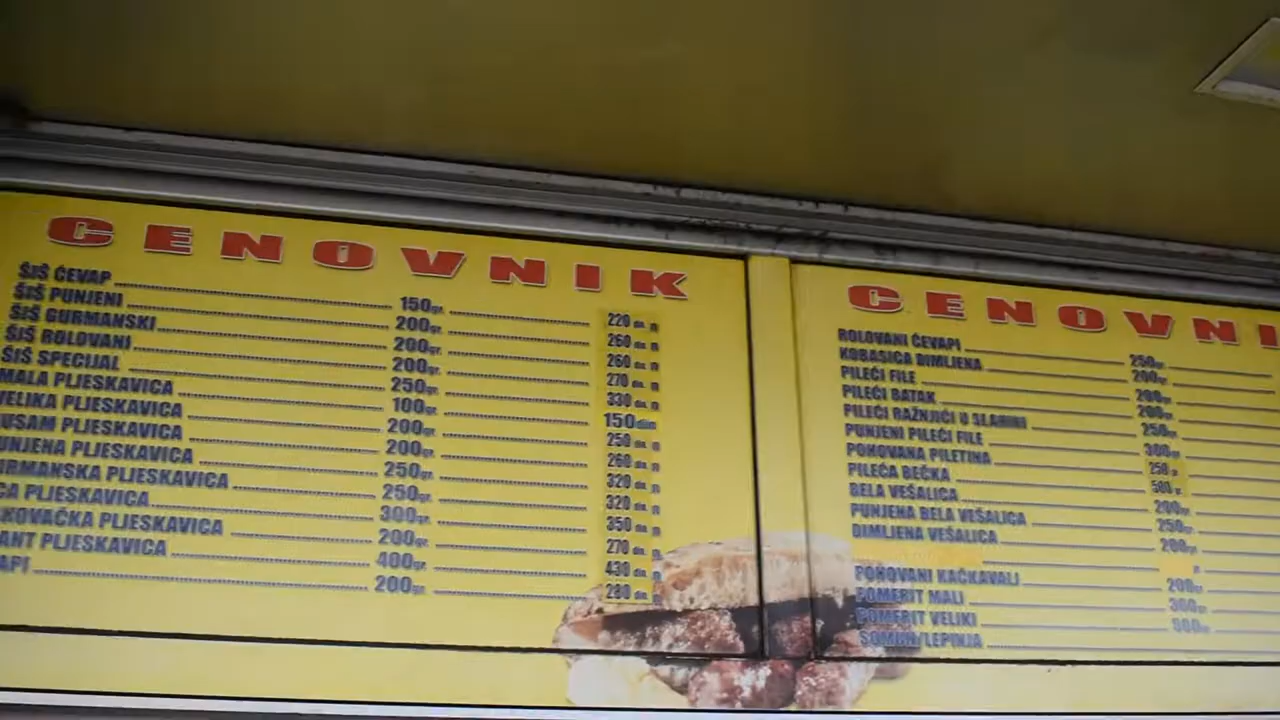 CENOVNIK
ŠIŠ ĆEVAP 150gr. 220 din.
ŠIŠ PUNJENI 200gr. 260 din.
ŠIŠ GURMANSKI 200gr. 260 din.
ŠIŠ ROLOVANI 200gr. 270 din.
ŠIŠ SPECIJAL 250gr. 330 din.
MALA PLJESKAVICA 100gr. 150din
VELIKA PLJESKAVICA 200gr. 250 din.
USAM PLJESKAVICA 200gr. 260 din.
UNJENA PLJESKAVICA 250gr. 320 din.
RMANSKA PLJESKAVICA 250gr. 320 din.
CA PLJESKAVICA 300gr. 350 din.
KOVAČKA PLJESKAVICA 200gr. 270 din.
ANT PLJESKAVICA 400gr. 430 din.
API 200gr. 280 din.
CENOVNI
ROLOVANI ĆEVAPI 250gr.
KOBASICA DIMLJENA 200gr.
PILEĆI FILE 200gr.
PILEĆI BATAK 200gr.
PILEĆI RAŽNJIĆI U SLANINI 250gr.
PUNJENI PILEĆI FILE 300gr.
POHOVANA PILETINA 250 g.
PILEĆA BEČKA 500 gr.
BELA VEŠALICA 200gr.
PUNJENA BELA VEŠALICA 250gr.
DIMLJENA VEŠALICA 200gr.
POHOVANI KAČKAVALJ 200gr.
POMFRIT MALI 300gr.
POMFRIT VELIKI 500gr.
SOMUN/LEPINJA